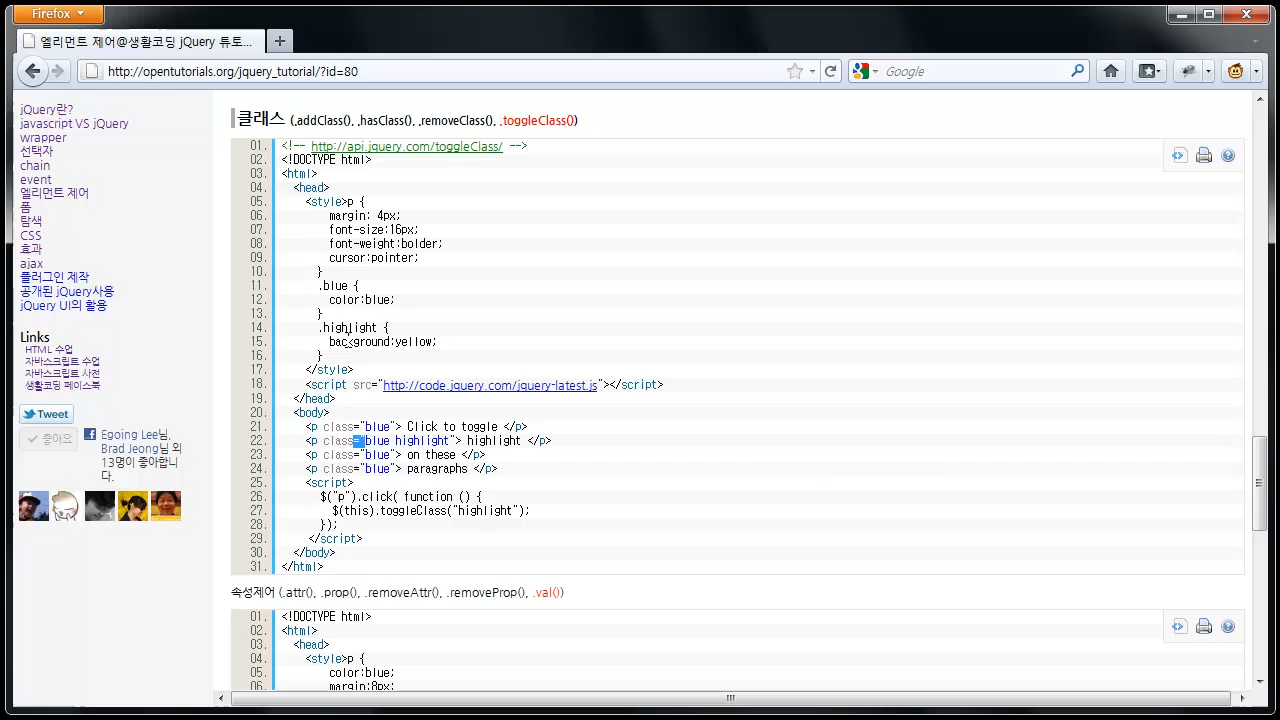 Firefox
엘리먼트 제어@생활코딩 jQuery 튜토...
http://opentutorials.org/jquery_tutorial/?id=80
Google
jQuery란?
javascript VS jQuery
wrapper
선택자
chain
event
엘리먼트 제어
폼
탐색
CSS
효과
ajax
플러그인 제작
공개된 jQuery사용
jQuery UI의 활용
Links
HTML 수업
자바스크립트 수업
자바스크립트 사전
생활코딩 페이스북
Tweet
좋아요
Egoing Lee님,
Brad Jeong님 외
13명이 좋아합니
다.
클래스 (.addClass(), .hasClass(), .removeClass(), .toggleClass())
01. <!-- http://api.jquery.com/toggleClass/ -->
02. <!DOCTYPE html>
03. <html>
04. <head>
05. <style>p {
06. margin: 4px;
07. font-size:16px;
08. font-weight:bolder;
09. cursor:pointer;
10. }
11. .blue {
12. color:blue;
13. }
14. .highlight {
15. background:yellow;
16. }
17. </style>
18. <script src="http://code.jquery.com/jquery-latest.js"></script>
19. </head>
20. <body>
21. <p class="blue"> Click to toggle </p>
22. <p class="blue highlight"> highlight </p>
23. <p class="blue"> on these </p>
24. <p class="blue"> paragraphs </p>
25. <script>
26. $("p").click( function () {
27. $(this).toggleClass("highlight");
28. });
29. </script>
30. </body>
31. </html>
속성제어 (.attr(), .prop(), .removeAttr(), .removeProp(), .val())
01. <!DOCTYPE html>
02. <html>
03. <head>
04. <style>p {
05. color:blue;
06. margin:8px;